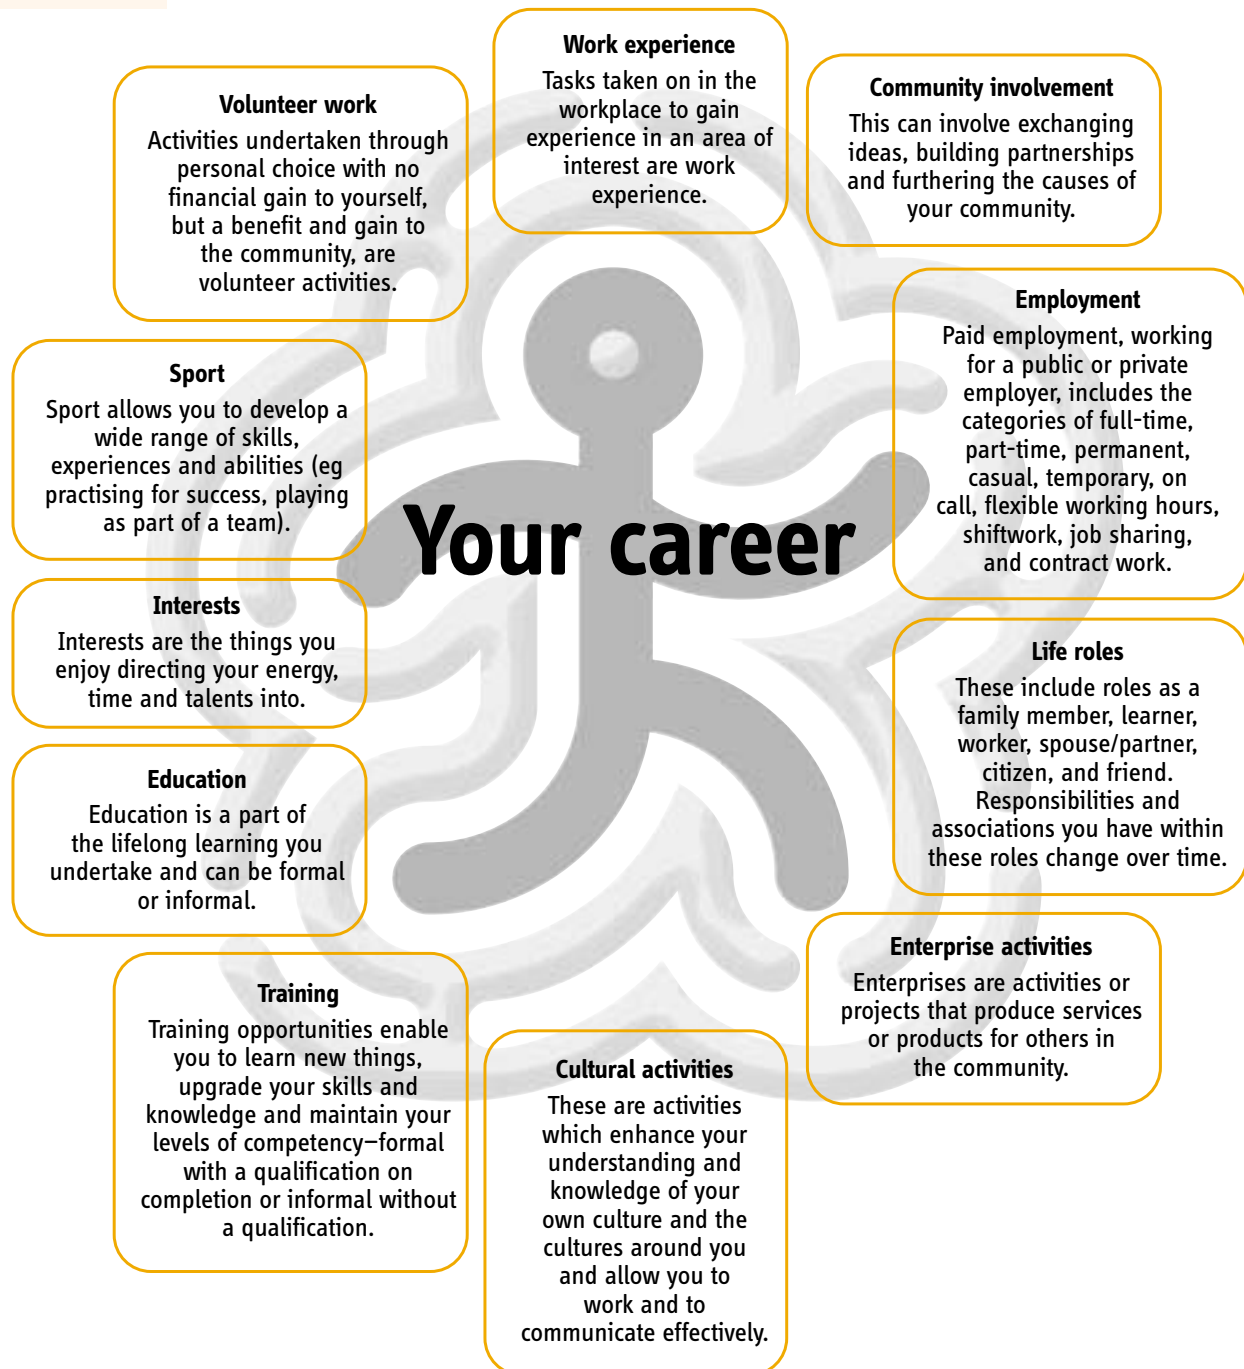 Work experience
Tasks taken on in the
workplace to gain
experience in an area of
interest are work
experience.
Community involvement
This can involve exchanging
ideas, building partnerships
and furthering the causes of
your community.
Volunteer work
Activities undertaken through
personal choice with no
financial gain to yourself,
but a benefit and gain to
the community, are
volunteer activities.
Employment
Paid employment, working
for a public or private
employer, includes the
categories of full-time,
part-time, permanent,
casual, temporary, on
call, flexible working hours,
shiftwork, job sharing,
and contract work.
Sport
Sport allows you to develop a
wide range of skills,
experiences and abilities (eg
practising for success, playing
as part of a team).
Your career
Interests
Interests are the things you
enjoy directing your energy,
time and talents into.
Life roles
These include roles as a
family member, learner,
worker, spouse/partner,
citizen, and friend.
Responsibilities and
associations you have within
these roles change over time.
Education
Education is a part of
the lifelong learning you
undertake and can be formal
or informal.
Enterprise activities
Enterprises are activities or
projects that produce services
or products for others in
the community.
Training
Training opportunities enable
you to learn new things,
upgrade your skills and
knowledge and maintain your
levels of competency–formal
with a qualification on
completion or informal without
a qualification.
Cultural activities
These are activities
which enhance your
understanding and
knowledge of your
own culture and the
cultures around you
and allow you to
work and to
communicate effectively.